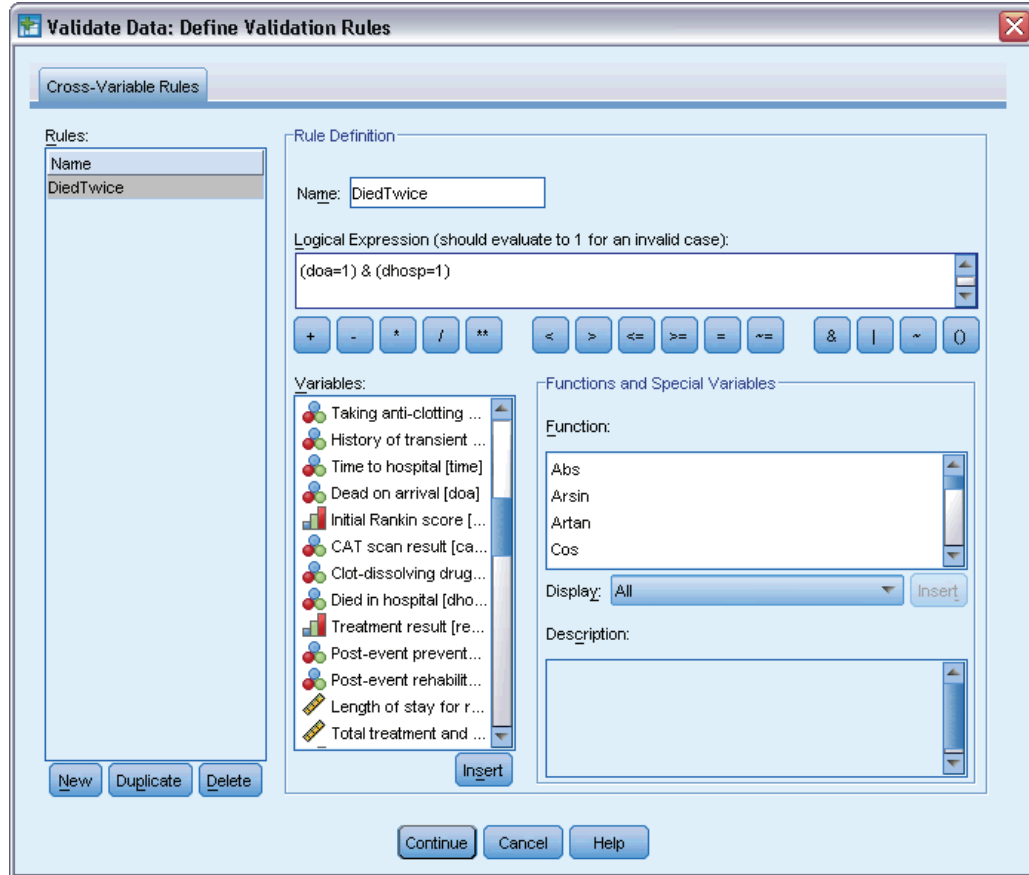 Validate Data: Define Validation Rules
Cross-Variable Rules
Rules:
Name
DiedTwice
Rule Definition
Name: DiedTwice
Logical Expression (should evaluate to 1 for an invalid case):
(doa=1) & (dhosp=1)
+ - * / ** < > <= >= = ~= & | ~ ()
Variables:
Taking anti-clotting ...
History of transient ...
Time to hospital [time]
Dead on arrival [doa]
Initial Rankin score [...
CAT scan result [ca...
Clot-dissolving drug...
Died in hospital [dho...
Treatment result [re...
Post-event prevent...
Post-event rehabilit...
Length of stay for r...
Total treatment and ...
Insert
Functions and Special Variables
Function:
Abs
Arsin
Artan
Cos
Display: All Insert
Description:
New Duplicate Delete
Continue Cancel Help